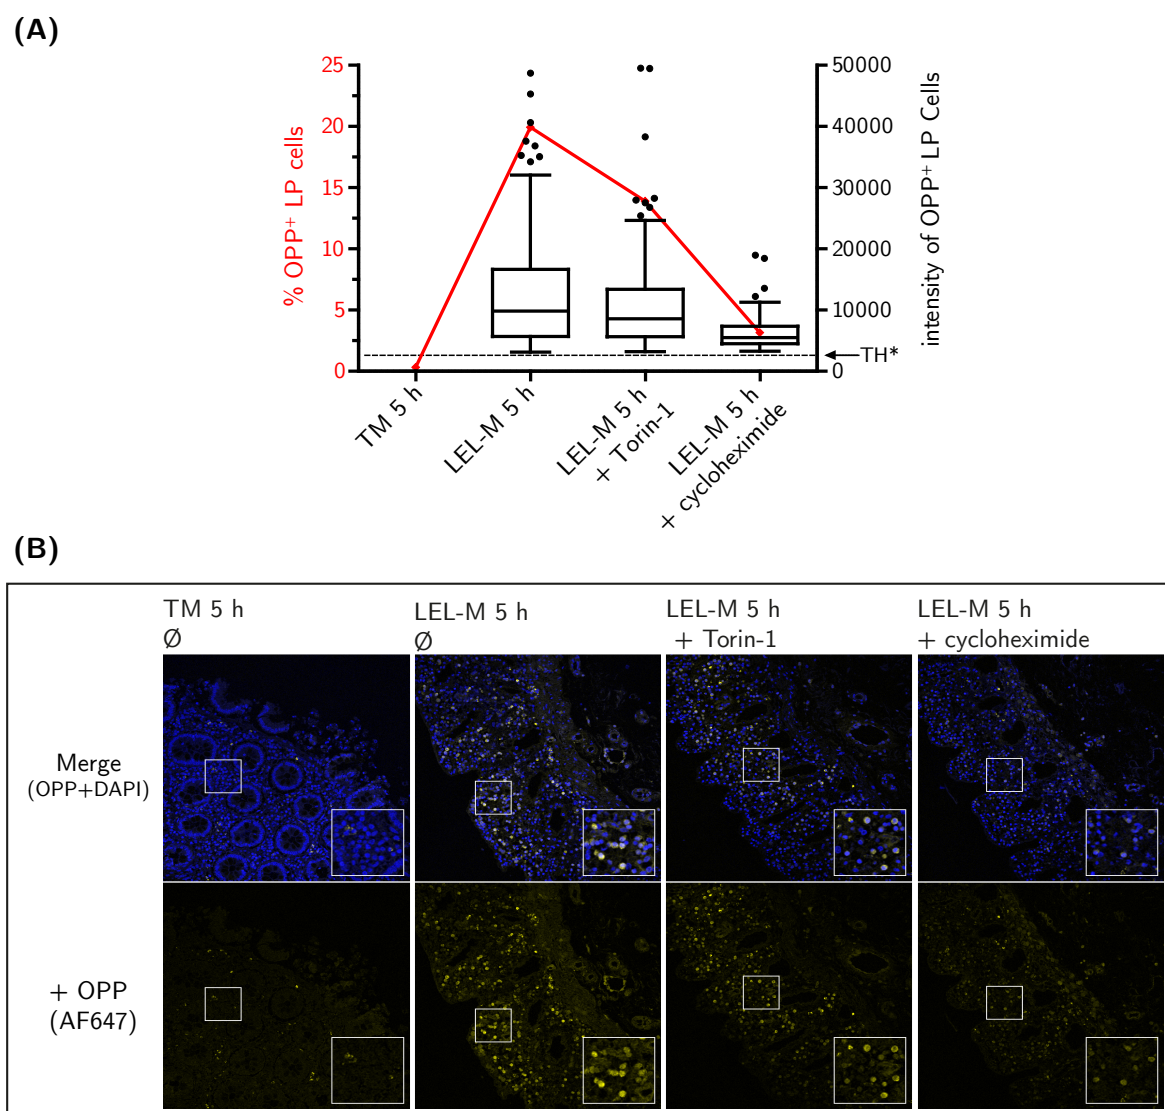 (A)
25
20
15
10
5
0
% OPP⁺ LP cells
50000
40000
30000
20000
10000
0
intensity of OPP⁺ LP Cells
TH*
TM 5 h
LEL-M 5 h
LEL-M 5 h
+ Torin-1
LEL-M 5 h
+ cycloheximide
(B)
TM 5 h
Ø
LEL-M 5 h
Ø
LEL-M 5 h
+ Torin-1
LEL-M 5 h
+ cycloheximide
Merge
(OPP+DAPI)
+ OPP
(AF647)